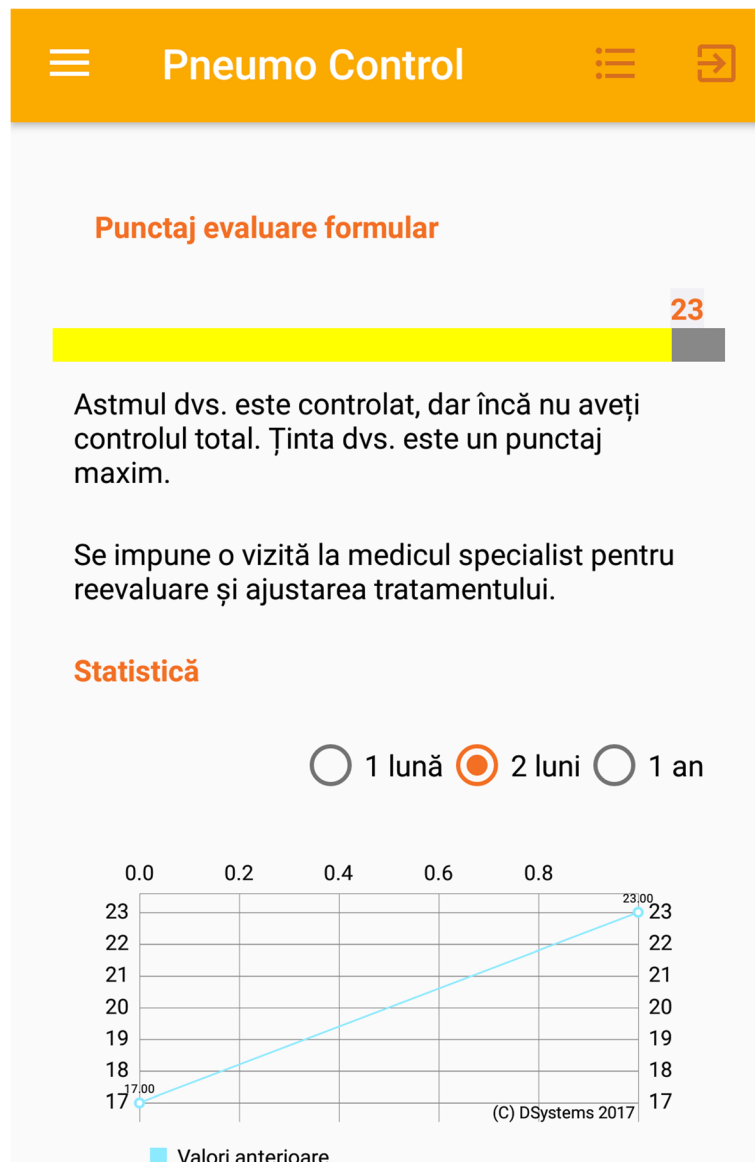 Pneumo Control
Punctaj evaluare formular
23
Astmul dvs. este controlat, dar încă nu aveți
controlul total. Ținta dvs. este un punctaj
maxim.
Se impune o vizită la medicul specialist pentru
reevaluare și ajustarea tratamentului.
Statistică
1 lună 2 luni 1 an
0.0 0.2 0.4 0.6 0.8
23.00
23 23
22 22
21 21
20 20
19 19
18 18
17.00
17 17
(C) DSystems 2017
Valori anterioare